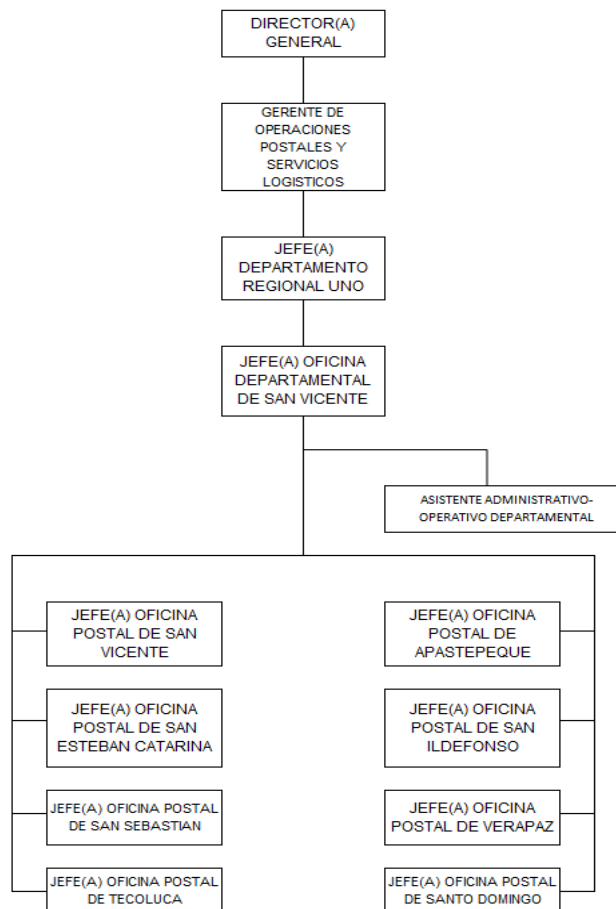 DIRECTOR(A)
GENERAL
GERENTE DE
OPERACIONES
POSTALES Y
SERVICIOS
LOGISTICOS
JEFE(A)
DEPARTAMENTO
REGIONAL UNO
JEFE(A) OFICINA
DEPARTAMENTAL
DE SAN VICENTE
ASISTENTE ADMINISTRATIVO-
OPERATIVO DEPARTAMENTAL
JEFE(A) OFICINA
POSTAL DE SAN
VICENTE
JEFE(A) OFICINA
POSTAL DE
APASTEPEQUE
JEFE(A) OFICINA
POSTAL DE SAN
ESTEBAN CATARINA
JEFE(A) OFICINA
POSTAL DE SAN
ILDEFONSO
JEFE(A) OFICINA POSTAL
DE SAN SEBASTIAN
JEFE(A) OFICINA
POSTAL DE VERAPAZ
JEFE(A) OFICINA POSTAL
DE TECOLUCA
JEFE(A) OFICINA POSTAL
DE SANTO DOMINGO